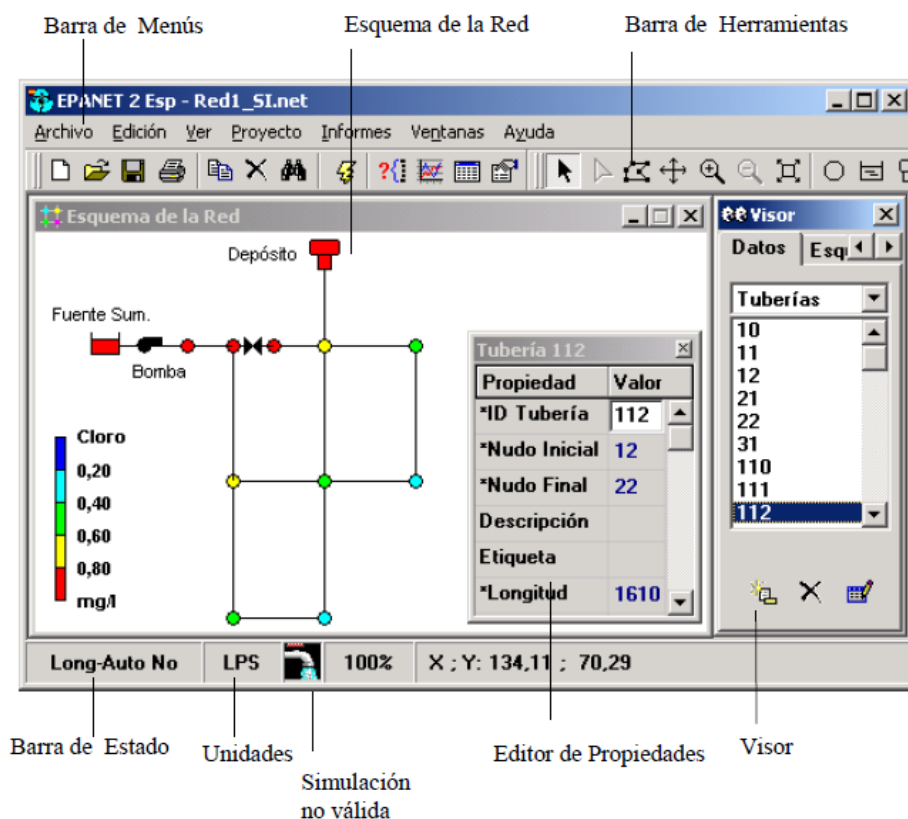 Barra de Menús
Esquema de la Red
Barra de Herramientas
EPANET 2 Esp - Red1_SI.net
Archivo Edición Ver Proyecto Informes Ventanas Ayuda
Esquema de la Red
Visor
Datos
Esq
Depósito
Fuente Sum.
Bomba
Cloro
0,20
0,40
0,60
0,80
mg/l
Tubería 112
Propiedad Valor
*ID Tubería 112
*Nudo Inicial 12
*Nudo Final 22
Descripción
Etiqueta
*Longitud 1610
Tuberías
10
11
12
21
22
31
110
111
112
Long-Auto No
LPS
100%
X ; Y: 134,11 ; 70,29
Barra de Estado
Unidades
Simulación
no válida
Editor de Propiedades
Visor